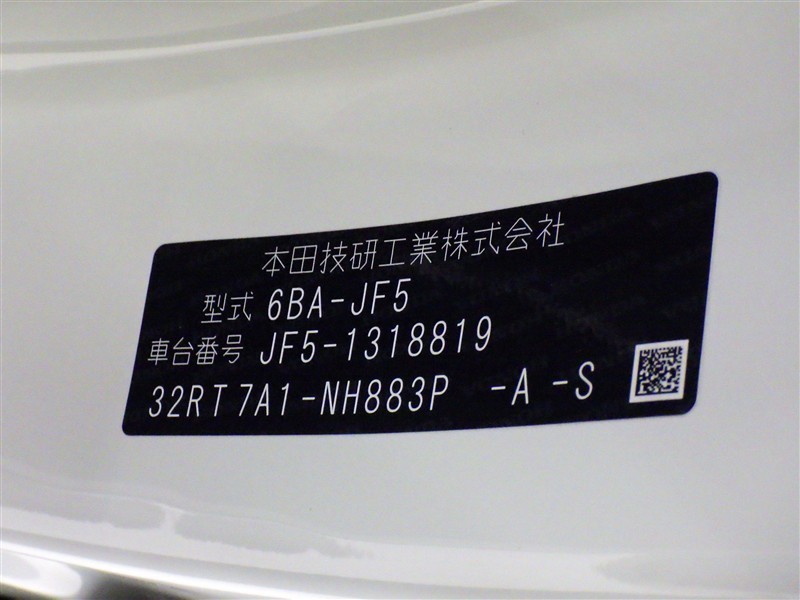 本田技研工業株式会社
型式 6BA-JF5
車台番号 JF5-1318819
32RT7A1-NH883P -A -S